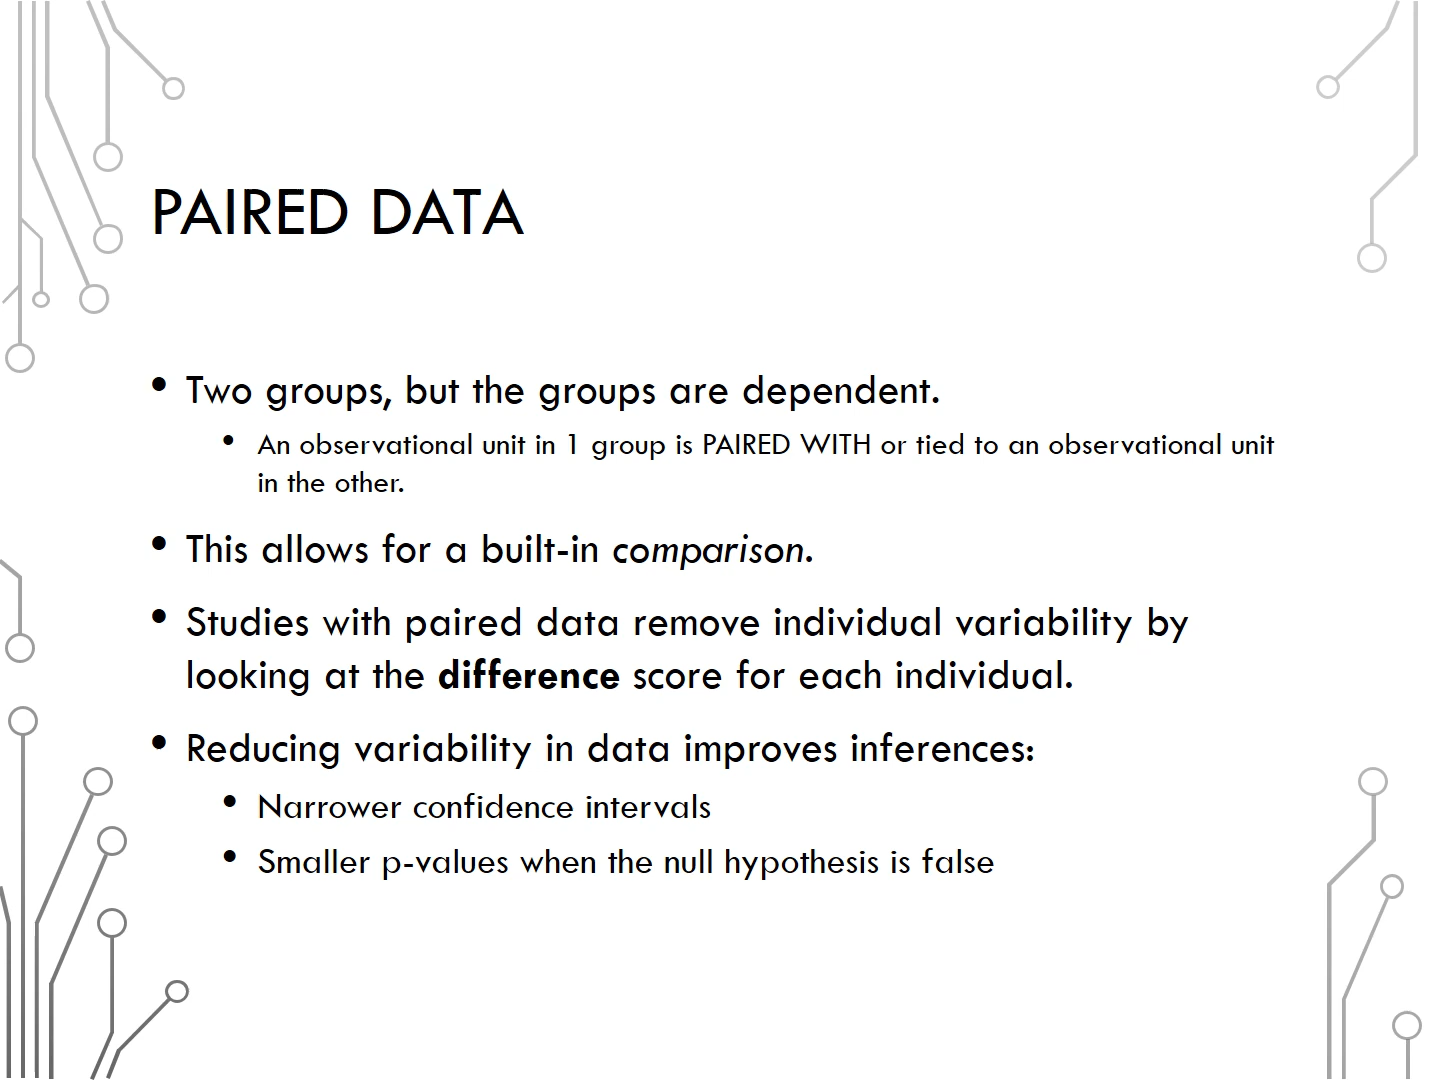 PAIRED DATA
• Two groups, but the groups are dependent.
• An observational unit in 1 group is PAIRED WITH or tied to an observational unit
in the other.
• This allows for a built-in comparison.
• Studies with paired data remove individual variability by
looking at the difference score for each individual.
• Reducing variability in data improves inferences:
• Narrower confidence intervals
• Smaller p-values when the null hypothesis is false